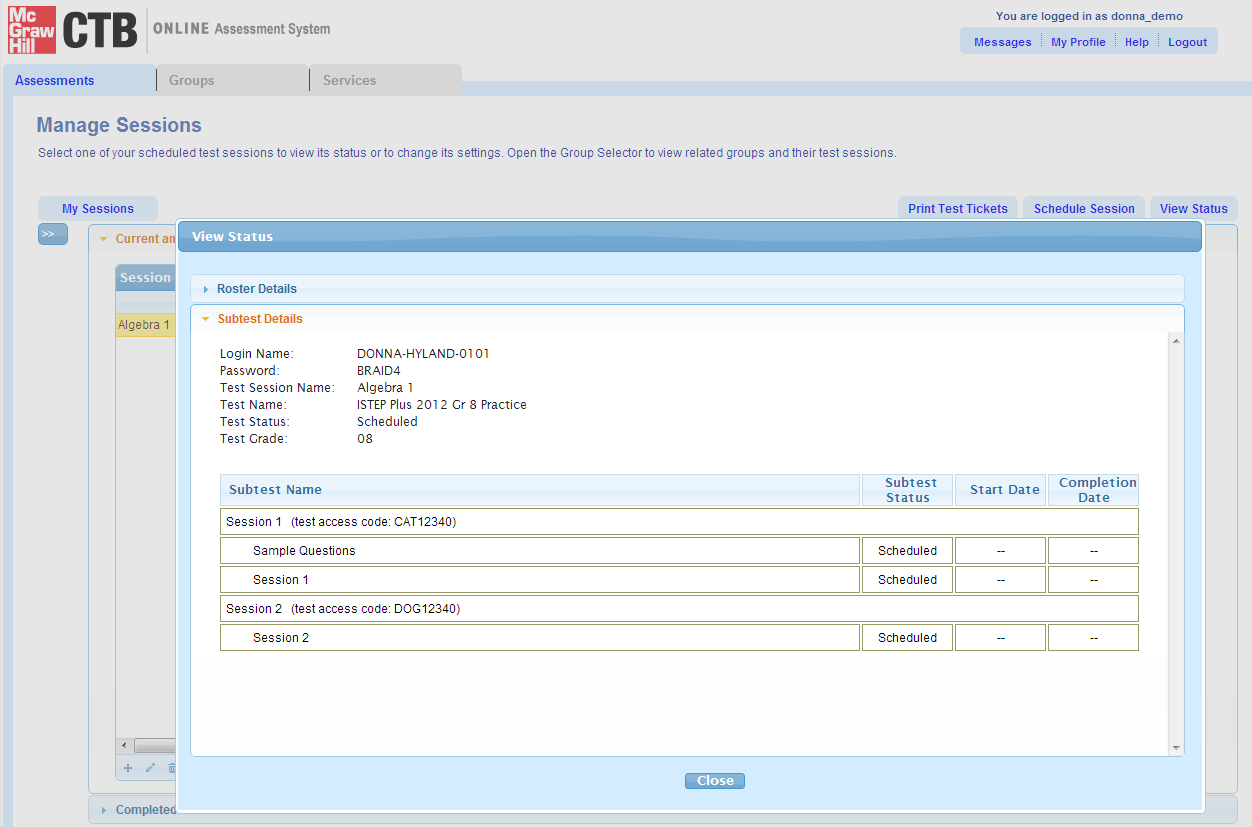 Mc
Graw
Hill
CTB
ONLINE Assessment System
You are logged in as donna_demo
Messages My Profile Help Logout
Assessments Groups Services
Manage Sessions
Select one of your scheduled test sessions to view its status or to change its settings. Open the Group Selector to view related groups and their test sessions.
My Sessions
Print Test Tickets Schedule Session View Status
>>
Current an
View Status
Session
Algebra 1
Roster Details
Subtest Details
Login Name: DONNA-HYLAND-0101
Password: BRAID4
Test Session Name: Algebra 1
Test Name: ISTEP Plus 2012 Gr 8 Practice
Test Status: Scheduled
Test Grade: 08
Subtest Name Subtest Status Start Date Completion Date
Session 1 (test access code: CAT12340)
Sample Questions Scheduled -- --
Session 1 Scheduled -- --
Session 2 (test access code: DOG12340)
Session 2 Scheduled -- --
Close
Completed